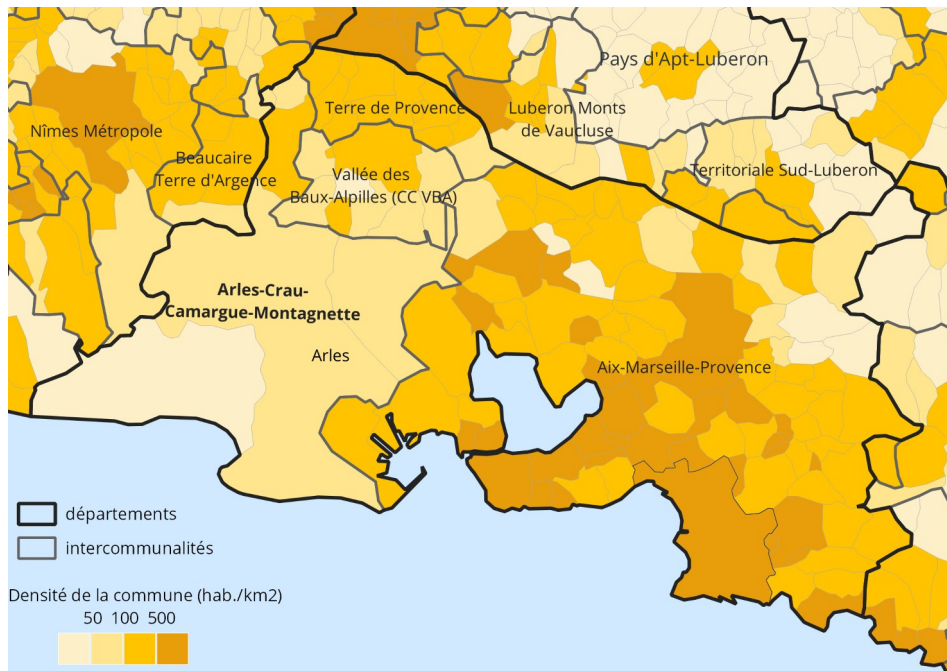 Pays d'Apt-Luberon
Terre de Provence
Luberon Monts
de Vaucluse
Nîmes Métropole
Beaucaire
Terre d'Argence
Vallée des
Baux-Alpilles (CC VBA)
Territoriale Sud-Luberon
Arles-Crau-
Camargue-Montagnette
Arles
Aix-Marseille-Provence
départements
intercommunalités
Densité de la commune (hab./km2)
50 100 500